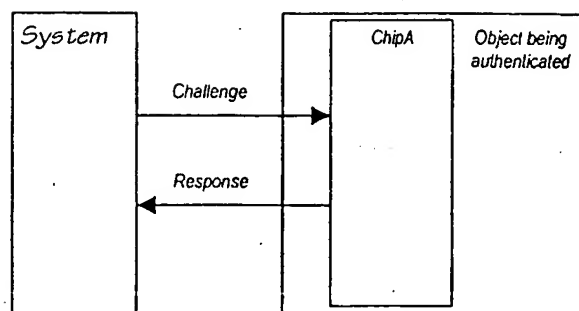 System
ChipA
Object being
authenticated
Challenge
Response